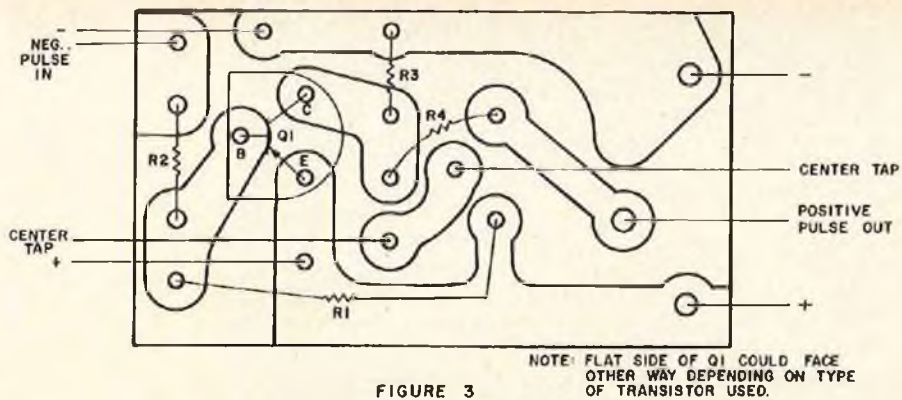 -
NEG.
PULSE
IN
R3
-
C
R4
Q1
B
R2
E
CENTER TAP
POSITIVE
PULSE OUT
CENTER
TAP
+
R1
+
NOTE: FLAT SIDE OF Q1 COULD FACE
OTHER WAY DEPENDING ON TYPE
OF TRANSISTOR USED.
FIGURE 3